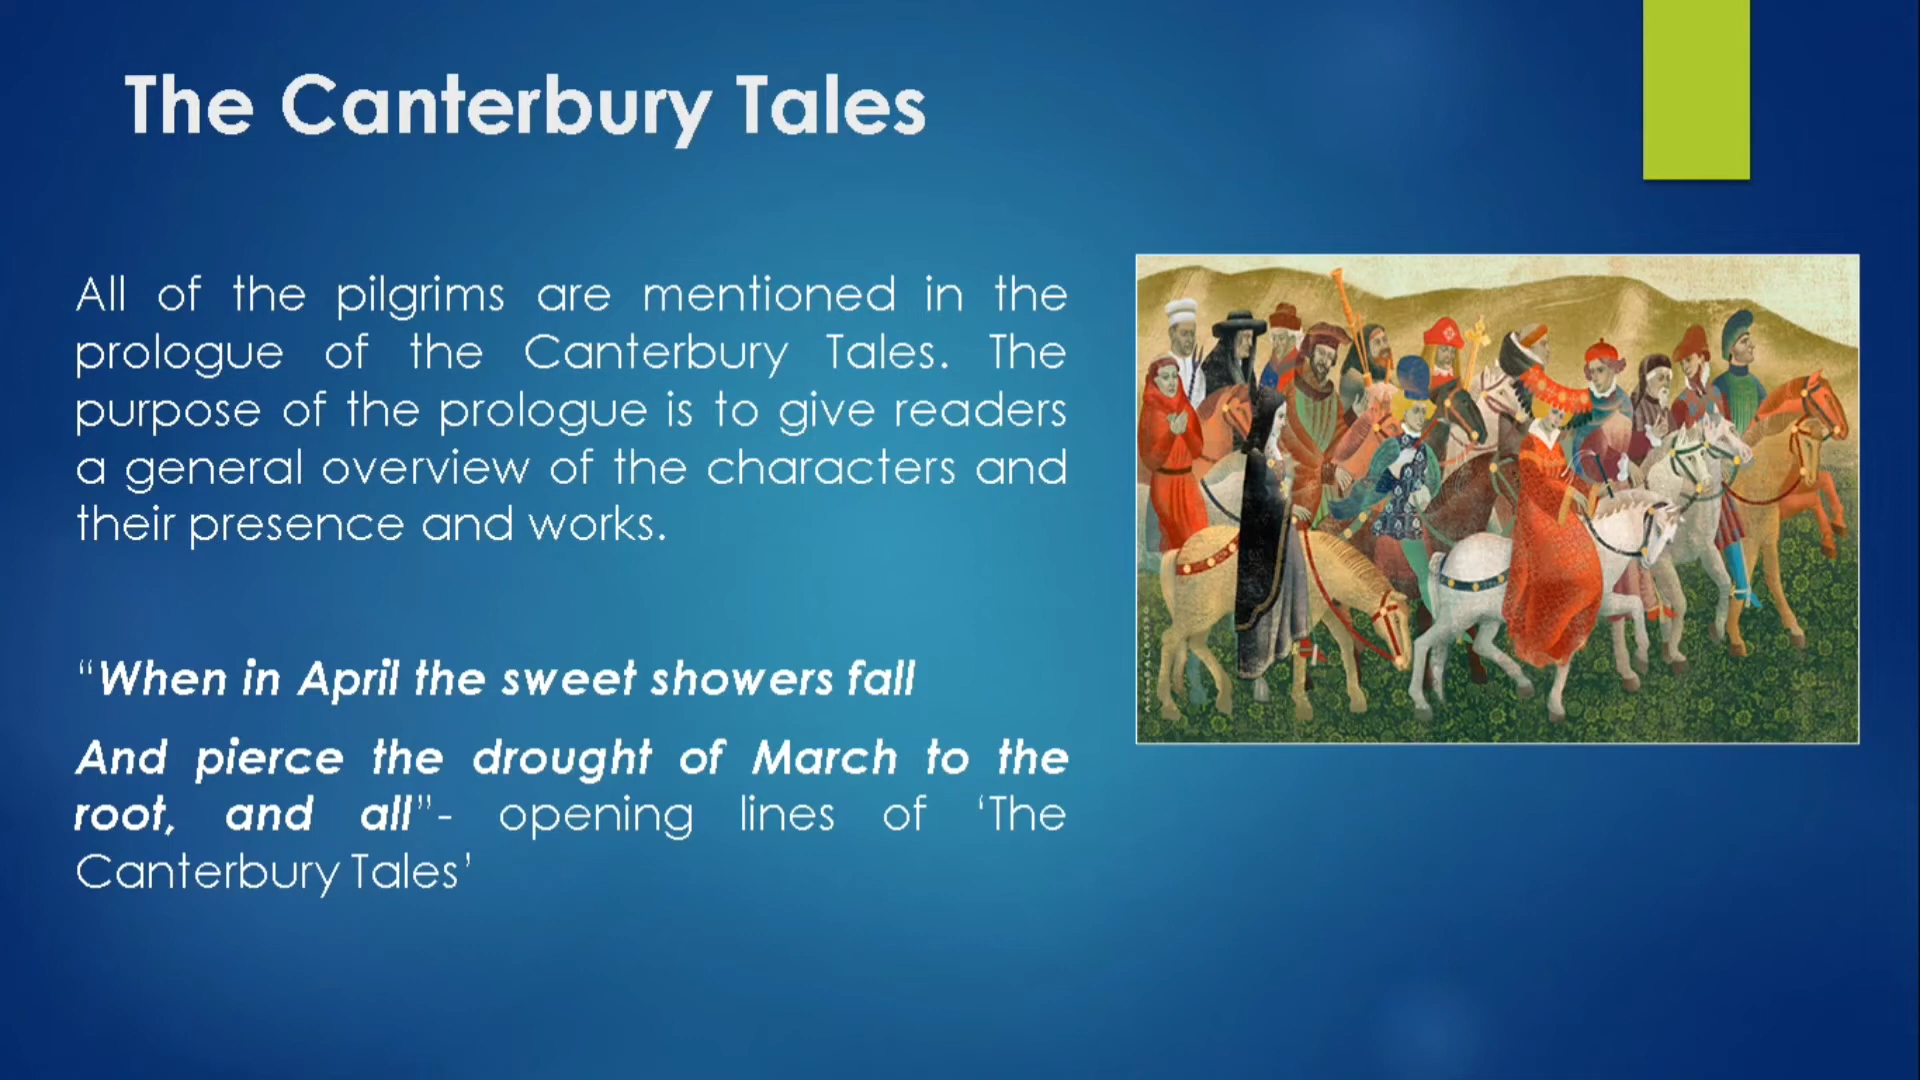 The Canterbury Tales
All of the pilgrims are mentioned in the
prologue of the Canterbury Tales. The
purpose of the prologue is to give readers
a general overview of the characters and
their presence and works.
“When in April the sweet showers fall
And pierce the drought of March to the
root, and all”- opening lines of ‘The
Canterbury Tales’